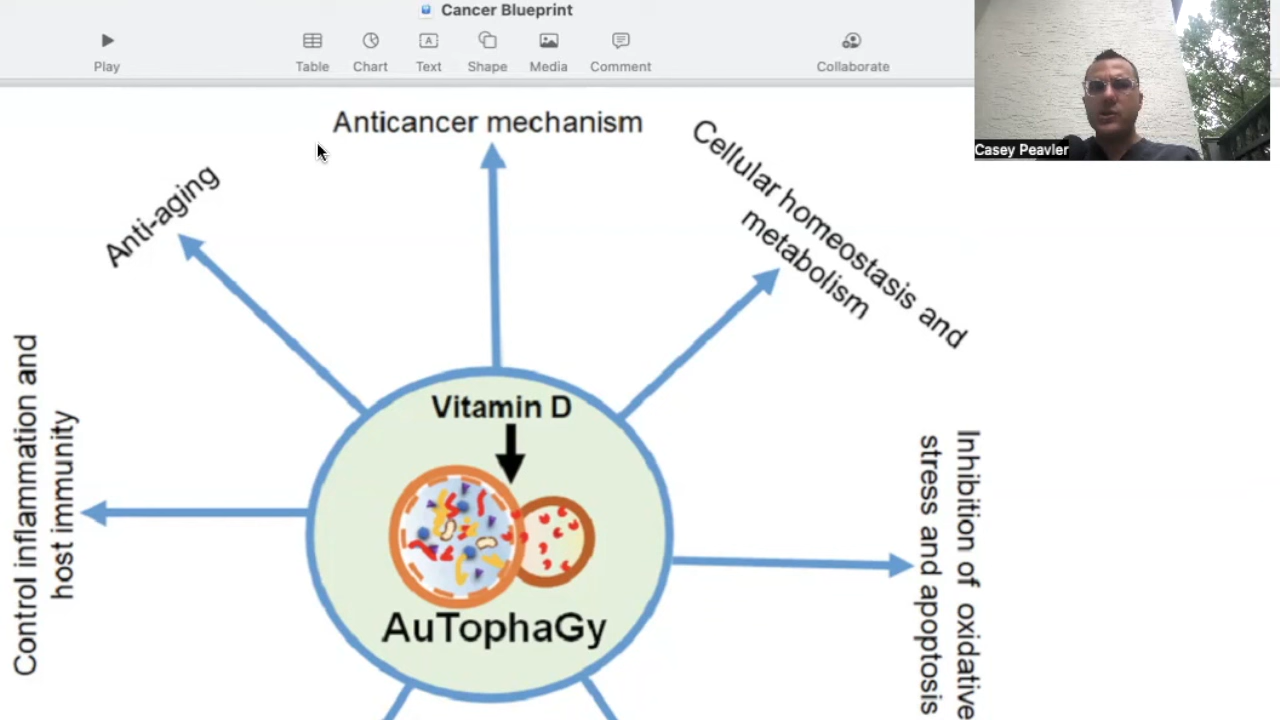 Cancer Blueprint
Play
Table
Chart
Text
Shape
Media
Comment
Collaborate
Casey Peavler
Anticancer mechanism
Anti-aging
Cellular homeostasis and
metabolism
Control inflammation and
host immunity
Vitamin D
AuTophaGy
Inhibition of oxidative
stress and apoptosis